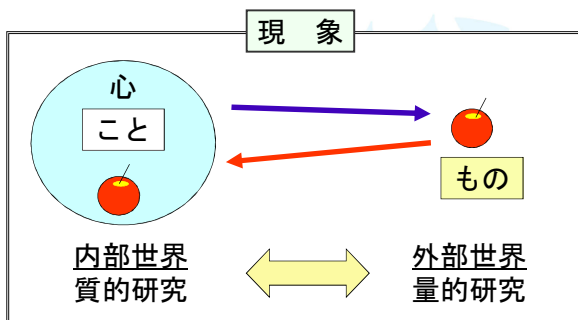 現　象
心
こと
もの
内部世界
質的研究
外部世界
量的研究